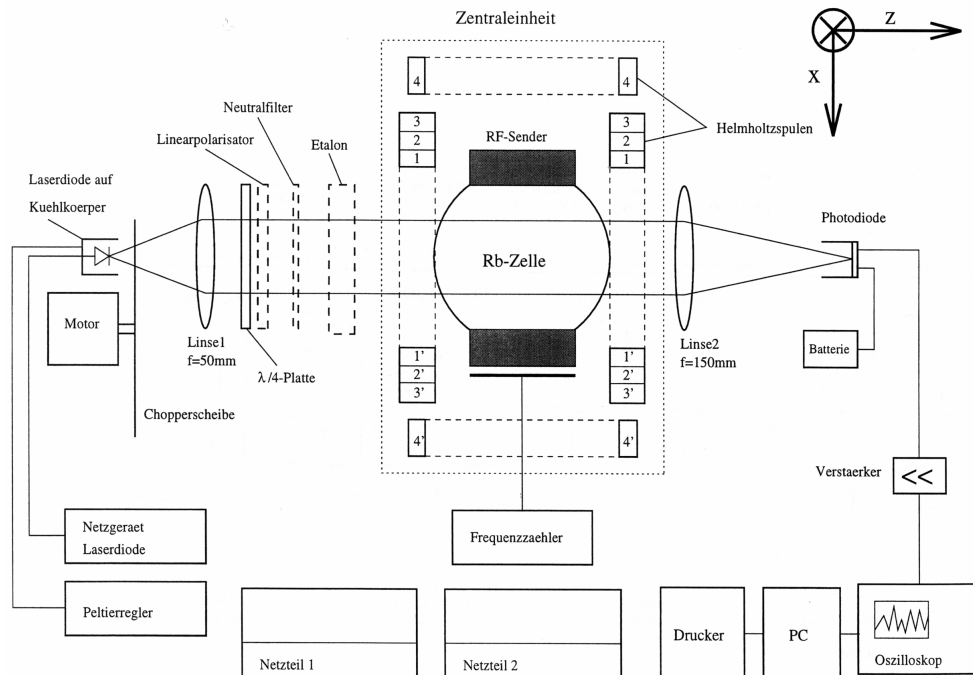 Zentraleinheit
Z
X
4
4
Neutralfilter
Linearpolarisator
Etalon
3
2
1
RF-Sender
3
2
1
Helmholtzspulen
Laserdiode auf
Kuehlkoerper
Photodiode
Rb-Zelle
Motor
Linse1
f=50mm
λ/4-Platte
Chopperscheibe
1'
2'
3'
1'
2'
3'
Linse2
f=150mm
Batterie
4'
4'
Verstaerker
<<
Netzgeraet
Laserdiode
Frequenzzaehler
Peltierregler
Netzteil 1
Netzteil 2
Drucker
PC
Oszilloskop